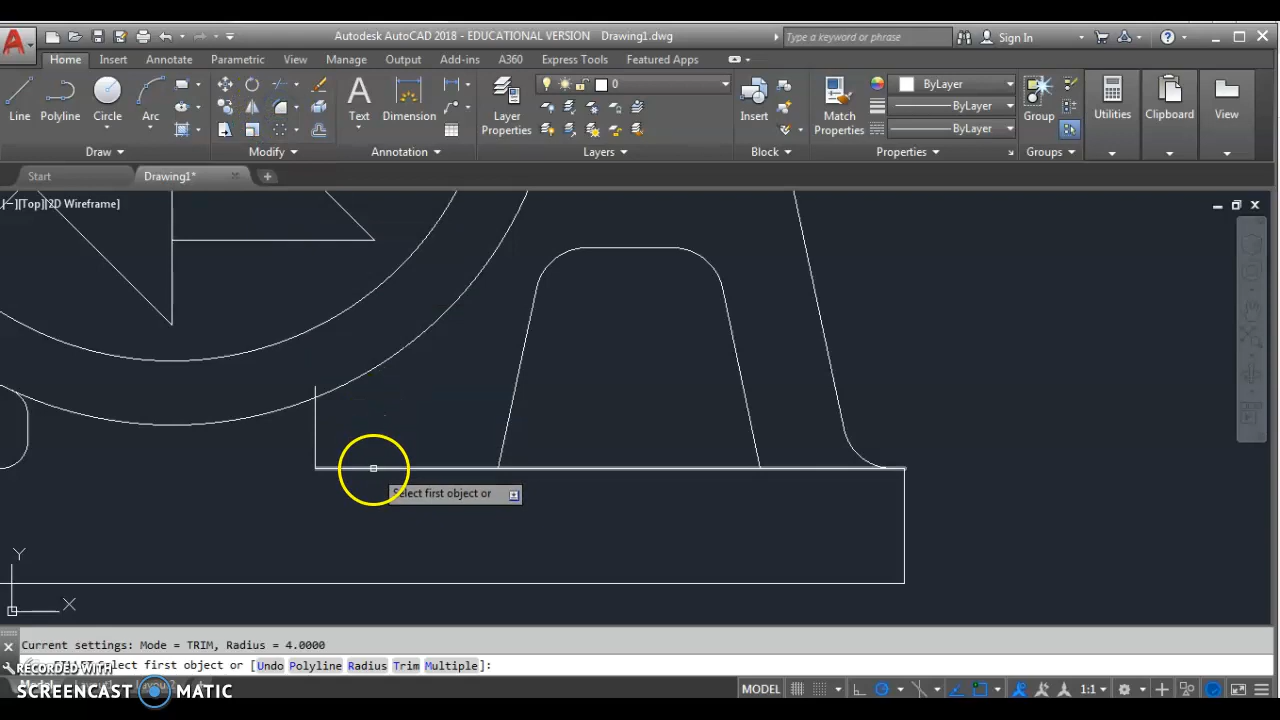 Autodesk AutoCAD 2018 - EDUCATIONAL VERSION Drawing1.dwg
Type a keyword or phrase
Sign In
Home Insert Annotate Parametric View Manage Output Add-ins A360 Express Tools Featured Apps
0
ByLayer
ByLayer
ByLayer
Line Polyline Circle Arc Text Dimension Layer Properties Insert Match Properties Group Utilities Clipboard View
Draw Modify Annotation Layers Block Properties Groups
Start Drawing1*
[−][Top][2D Wireframe]
Select first object or
Y
X
Current settings: Mode = TRIM, Radius = 4.0000
Select first object or [Undo Polyline Radius Trim Multiple]:
RECORDED WITH
SCREENCAST MATIC
Model
MODEL 1:1